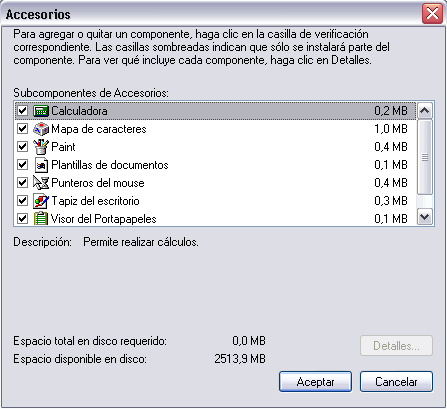 Accesorios
Para agregar o quitar un componente, haga clic en la casilla de verificación
correspondiente. Las casillas sombreadas indican que sólo se instalará parte del
componente. Para ver qué incluye cada componente, haga clic en Detalles.
Subcomponentes de Accesorios:
Calculadora 0,2 MB
Mapa de caracteres 1,0 MB
Paint 0,4 MB
Plantillas de documentos 0,1 MB
Punteros del mouse 0,4 MB
Tapiz del escritorio 0,3 MB
Visor del Portapapeles 0,1 MB
Descripción: Permite realizar cálculos.
Espacio total en disco requerido: 0,0 MB
Espacio disponible en disco: 2513,9 MB
Detalles...
Aceptar Cancelar